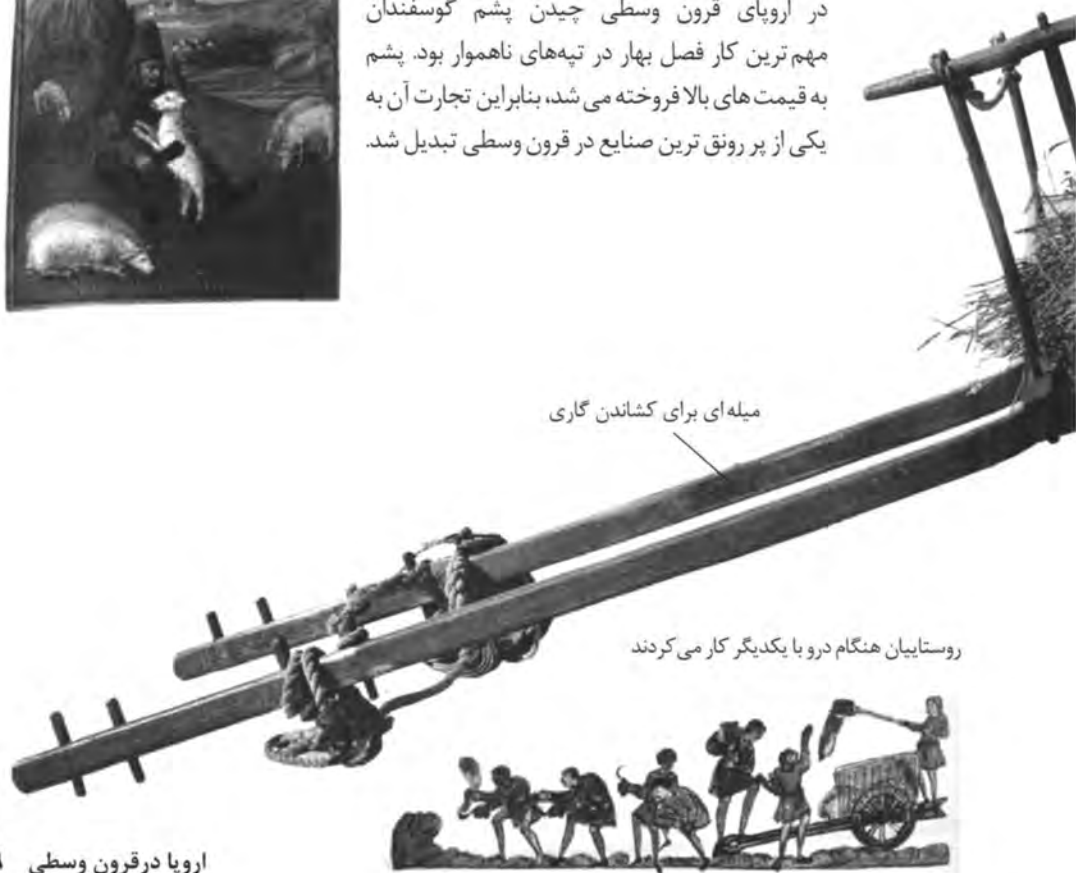 در اروپای قرون وسطی چیدن پشم گوسفندان
مهم ترین کار فصل بهار در تپه‌های ناهموار بود. پشم
به قیمت های بالا فروخته می‌شد، بنابراین تجارت آن به
یکی از پر رونق ترین صنایع در قرون وسطی تبدیل شد.
میله‌ای برای کشاندن گاری
روستاییان هنگام درو با یکدیگر کار می‌کردند
اروپا درقرون وسطی